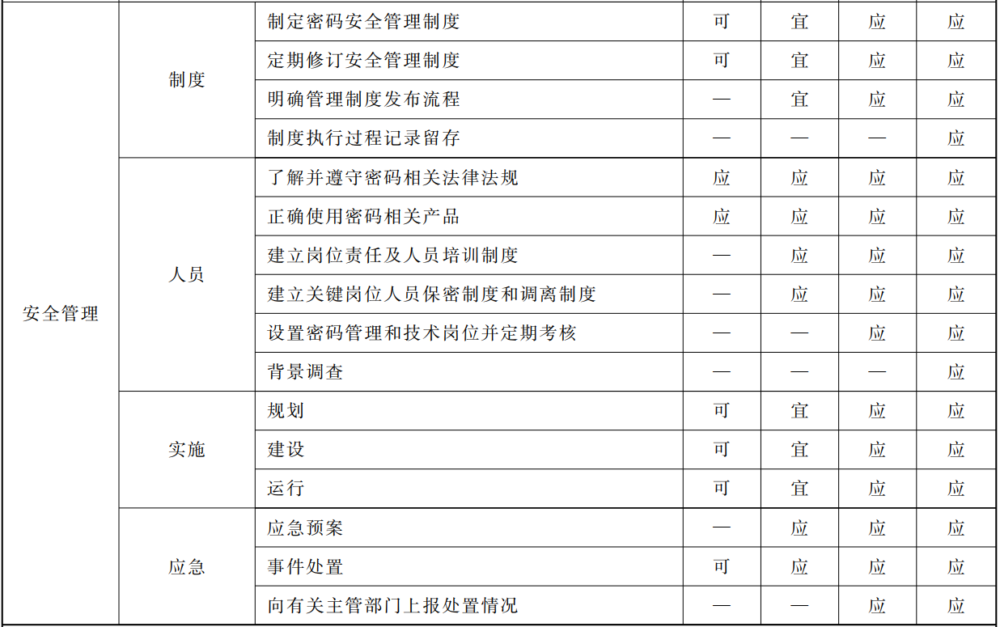 制定密码安全管理制度 可 宜 应 应
定期修订安全管理制度 可 宜 应 应
制度
明确管理制度发布流程 — 宜 应 应
制度执行过程记录留存 — — — 应
了解并遵守密码相关法律法规 应 应 应 应
正确使用密码相关产品 应 应 应 应
建立岗位责任及人员培训制度 — 应 应 应
人员
建立关键岗位人员保密制度和调离制度 — 应 应 应
安全管理
设置密码管理和技术岗位并定期考核 — — 应 应
背景调查 — — — 应
规划 可 宜 应 应
实施 建设 可 宜 应 应
运行 可 宜 应 应
应急预案 — 应 应 应
应急 事件处置 可 应 应 应
向有关主管部门上报处置情况 — — 应 应